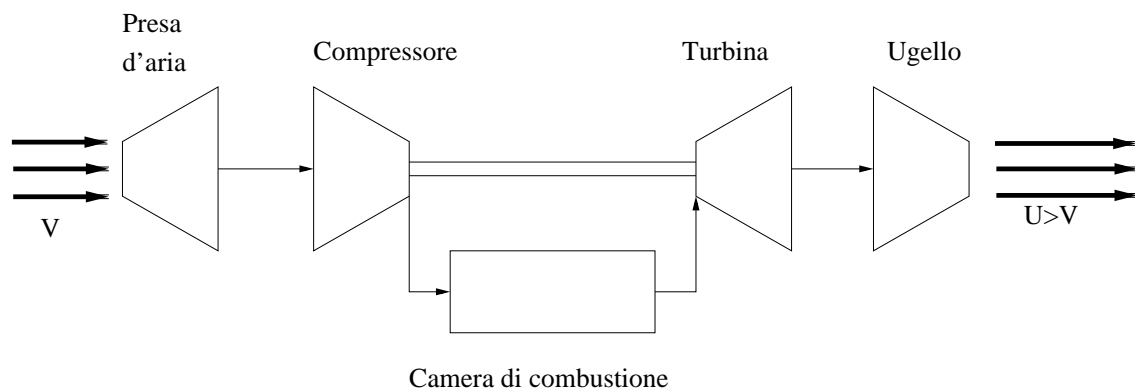 Presa
d'aria
Compressore
Turbina
Ugello
V
U>V
Camera di combustione